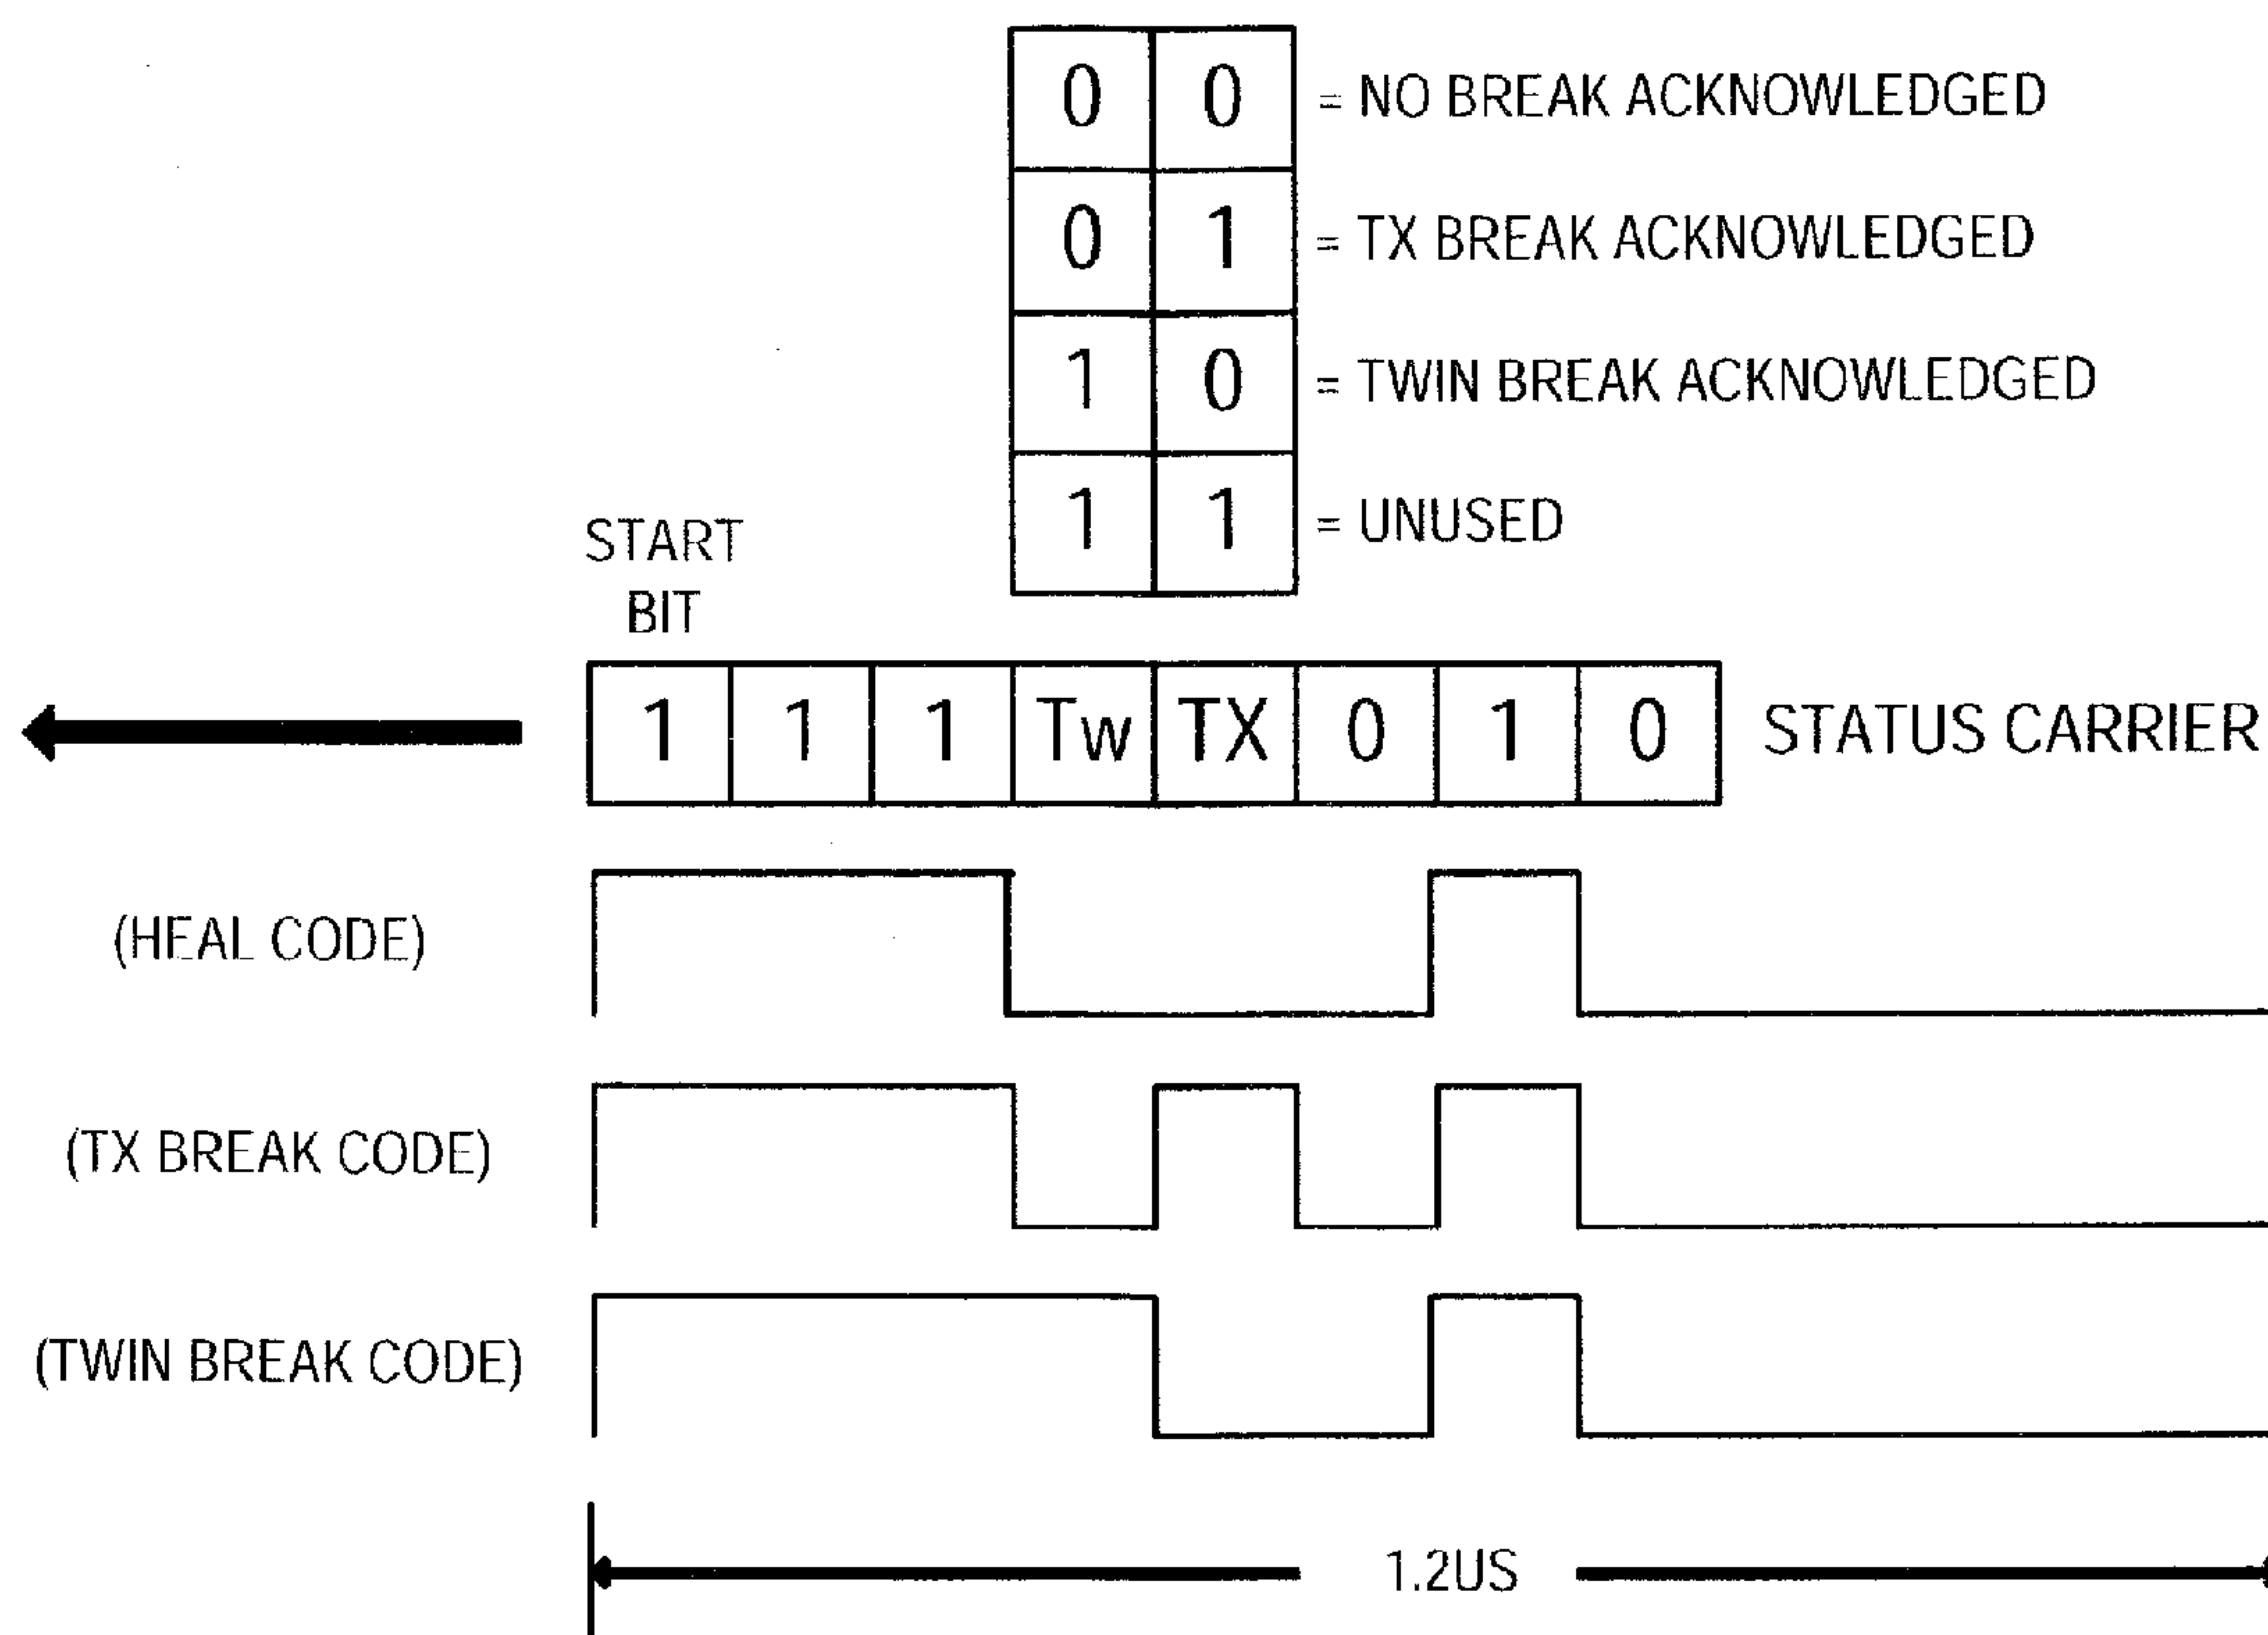 0 0 = NO BREAK ACKNOWLEDGED
0 1 = TX BREAK ACKNOWLEDGED
1 0 = TWIN BREAK ACKNOWLEDGED
1 1 = UNUSED
START
BIT
1 1 1 Tw TX 0 1 0 STATUS CARRIER
(HEAL CODE)
(TX BREAK CODE)
(TWIN BREAK CODE)
1.2US